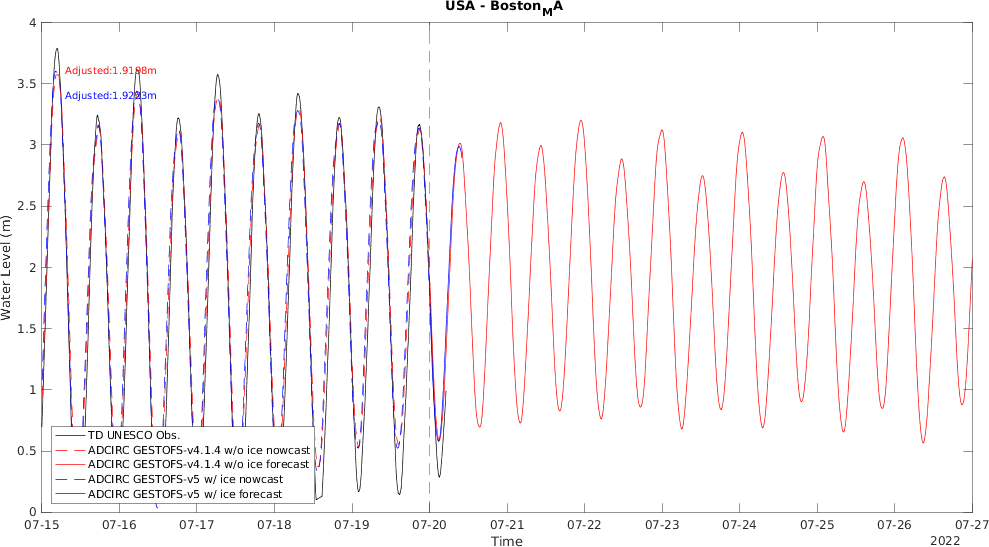 USA - Boston_MA
4
3.5
3
2.5
2
1.5
1
0.5
0
Water Level (m)
Adjusted:1.9198m
Adjusted:1.9293m
TD UNESCO Obs.
ADCIRC GESTOFS-v4.1.4 w/o ice nowcast
ADCIRC GESTOFS-v4.1.4 w/o ice forecast
ADCIRC GESTOFS-v5 w/ ice nowcast
ADCIRC GESTOFS-v5 w/ ice forecast
07-15 07-16 07-17 07-18 07-19 07-20 07-21 07-22 07-23 07-24 07-25 07-26 07-27
Time
2022